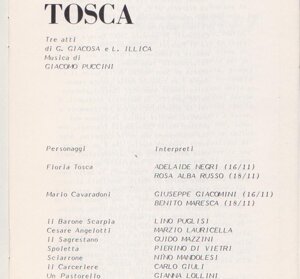 TOSCA
Tre atti
di G. GIACOSA e L. ILLICA
Musica di
GIACOMO PUCCINI
Personaggi Interpreti
Floria Tosca ADELAIDE NEGRI (16/11)
ROSA ALBA RUSSO (18/11)
Mario Cavaradoni GIUSEPPE GIACOMINI (16/11)
BENITO MARESCA (18/11)
Il Barone Scarpia LINO PUGLISI
Cesare Angelotti MARZIO LAURICELLA
Il Sagrestano GUIDO MAZZINI
Spoletta PIERINO DI VIETRI
Sciarrone NINO MANDOLESI
Il Carceriere CARLO GIULI
Un Pastorello GIANNA LOLLINI